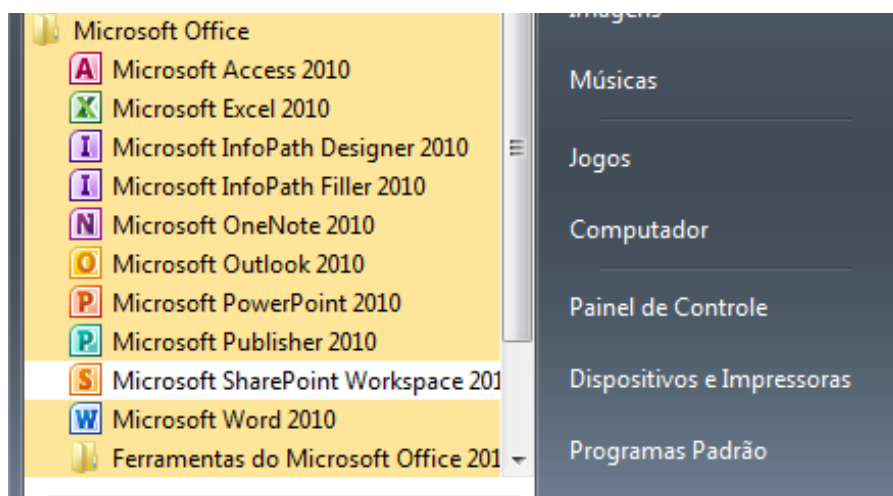 Microsoft Office
Microsoft Access 2010
Microsoft Excel 2010
Microsoft InfoPath Designer 2010
Microsoft InfoPath Filler 2010
Microsoft OneNote 2010
Microsoft Outlook 2010
Microsoft PowerPoint 2010
Microsoft Publisher 2010
Microsoft SharePoint Workspace 201
Microsoft Word 2010
Ferramentas do Microsoft Office 201
Imagens
Músicas
Jogos
Computador
Painel de Controle
Dispositivos e Impressoras
Programas Padrão